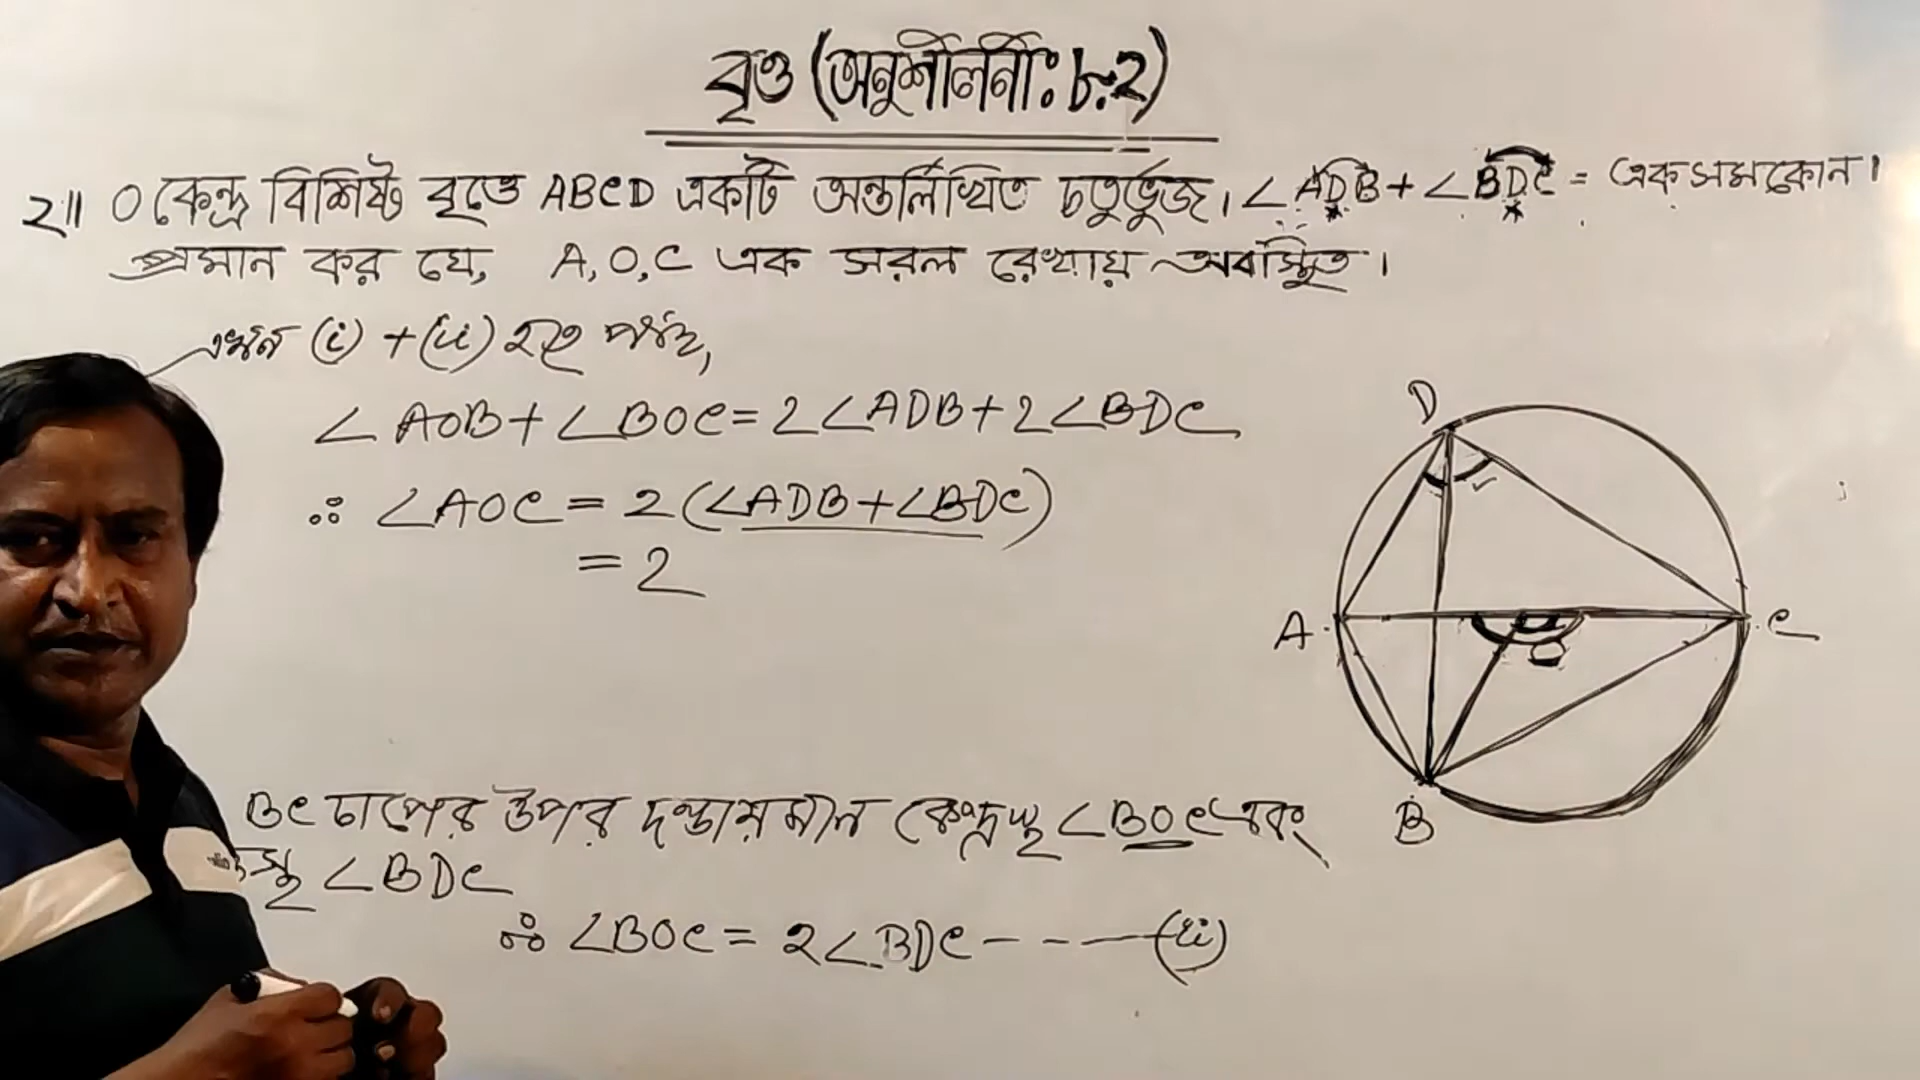 বৃত্ত (অনুশীলনী: ৮.২)
২॥ O কেন্দ্র বিশিষ্ট বৃত্তে ABCD একটি অন্তর্লিখিত চতুর্ভুজ। ∠ADB + ∠BDC = এক সমকোন।
প্রমান কর যে, A, O, C এক সরল রেখায় অবস্থিত।
এখন (i) + (ii) হতে পাই,
∠AOB + ∠BOC = 2∠ADB + 2∠BDC
∴ ∠AOC = 2(∠ADB + ∠BDC)
= 2
D
A
O
C
B
BC চাপের উপর দণ্ডায়মান কেন্দ্রস্থ ∠BOC এবং
স্থ ∠BDC
∴ ∠BOC = 2∠BDC - - - (ii)